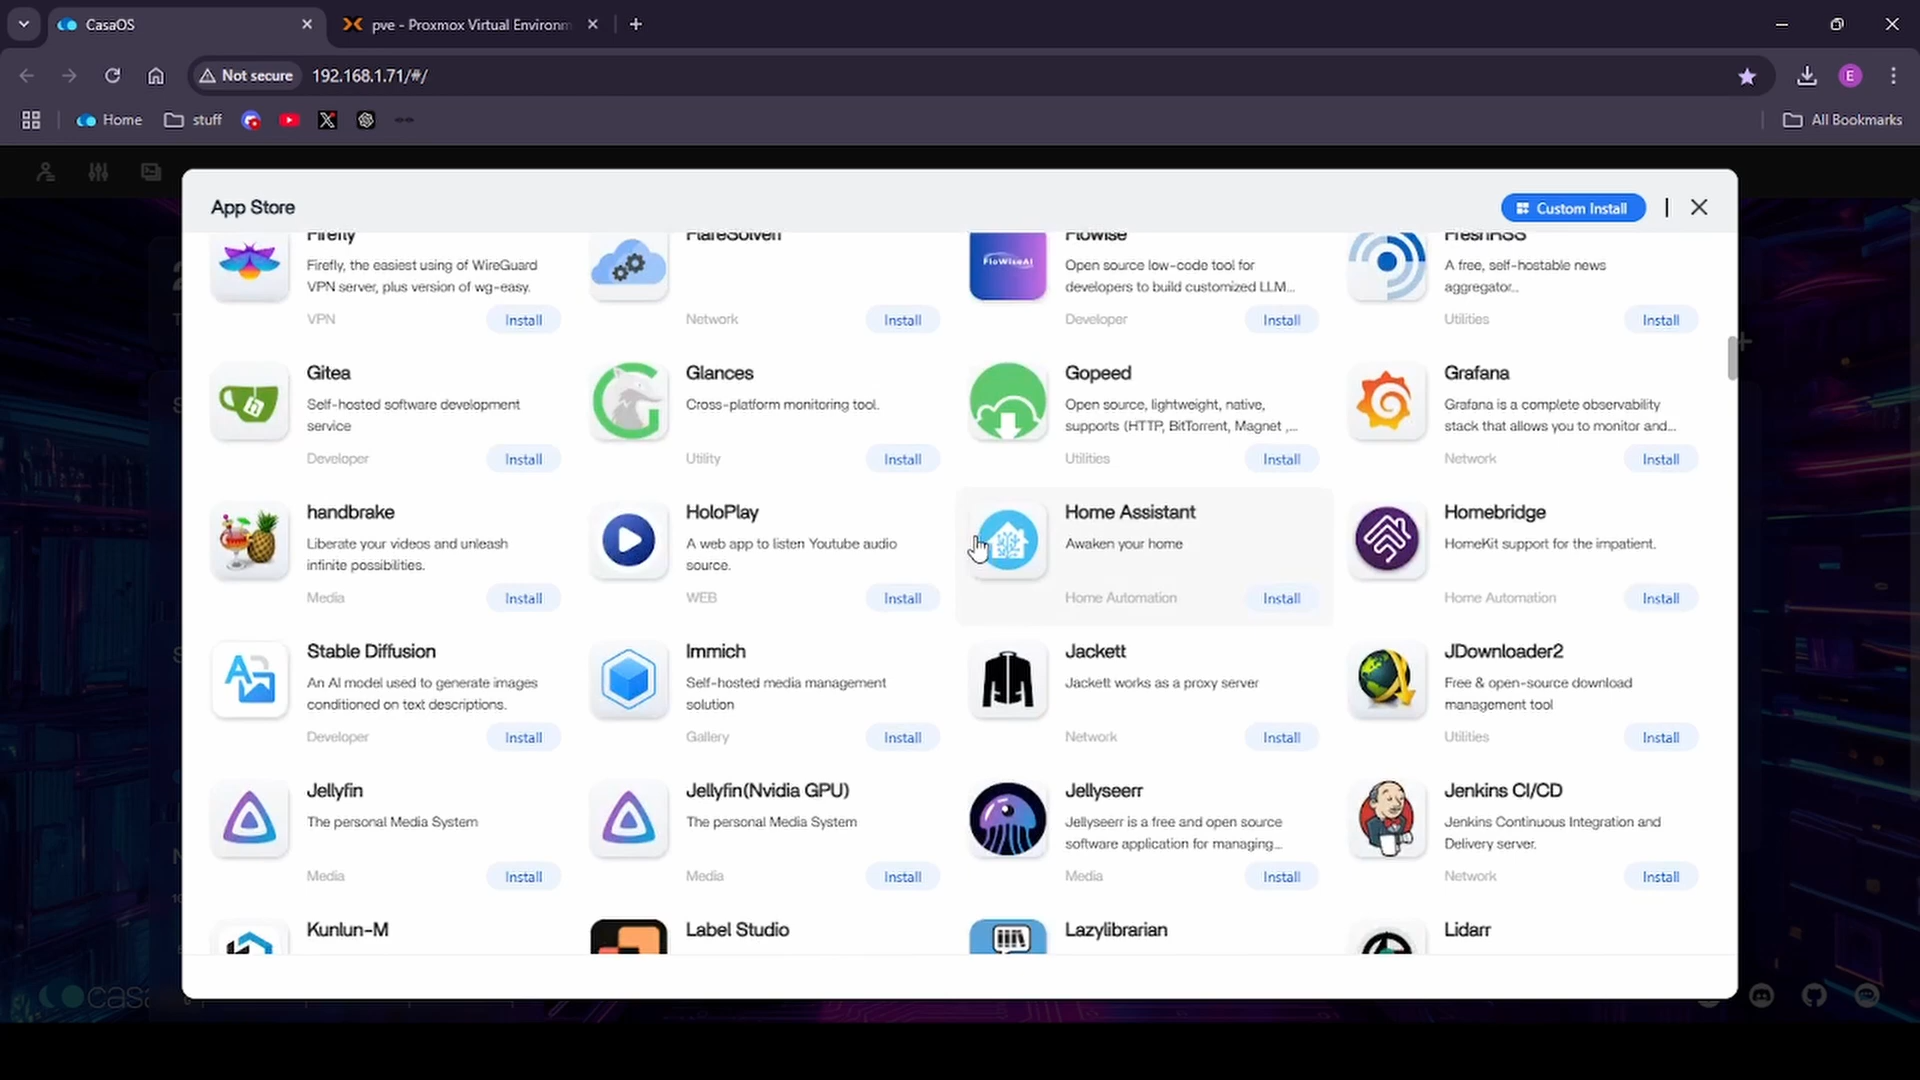 CasaOS
pve - Proxmox Virtual Environm
Not secure
192.168.1.71/#/
E
Home
stuff
All Bookmarks
App Store
Custom Install
Firefly
Firefly, the easiest using of WireGuard
VPN server, plus version of wg-easy.
VPN
Install
FlareSolverr
Network
Install
Flowise
FloWiseAI
Open source low-code tool for
developers to build customized LLM...
Developer
Install
FreshRSS
A free, self-hostable news
aggregator...
Utilities
Install
Gitea
Self-hosted software development
service
Developer
Install
Glances
Cross-platform monitoring tool.
Utility
Install
Gopeed
Open source, lightweight, native,
supports (HTTP, BitTorrent, Magnet ,...
Utilities
Install
Grafana
Grafana is a complete observability
stack that allows you to monitor and...
Network
Install
handbrake
Liberate your videos and unleash
infinite possibilities.
Media
Install
HoloPlay
A web app to listen Youtube audio
source.
WEB
Install
Home Assistant
Awaken your home
Home Automation
Install
Homebridge
HomeKit support for the impatient.
Home Automation
Install
Stable Diffusion
An AI model used to generate images
conditioned on text descriptions.
Developer
Install
Immich
Self-hosted media management
solution
Gallery
Install
Jackett
Jackett works as a proxy server
Network
Install
JDownloader2
Free & open-source download
management tool
Utilities
Install
Jellyfin
The personal Media System
Media
Install
Jellyfin(Nvidia GPU)
The personal Media System
Media
Install
Jellyseerr
Jellyseerr is a free and open source
software application for managing...
Media
Install
Jenkins CI/CD
Jenkins Continuous Integration and
Delivery server.
Network
Install
Kunlun-M
Label Studio
Lazylibrarian
Lidarr
casa